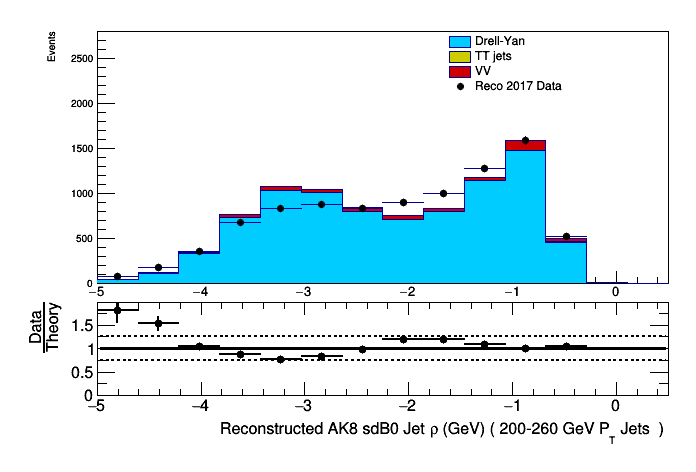 Events
Drell-Yan
TT jets
VV
Reco 2017 Data
2500
2000
1500
1000
500
0
−5 −4 −3 −2 −1 0
Data
Theory
1.5
1
0.5
0
−5 −4 −3 −2 −1 0
Reconstructed AK8 sdB0 Jet ρ (GeV) ( 200-260 GeV P_T Jets )